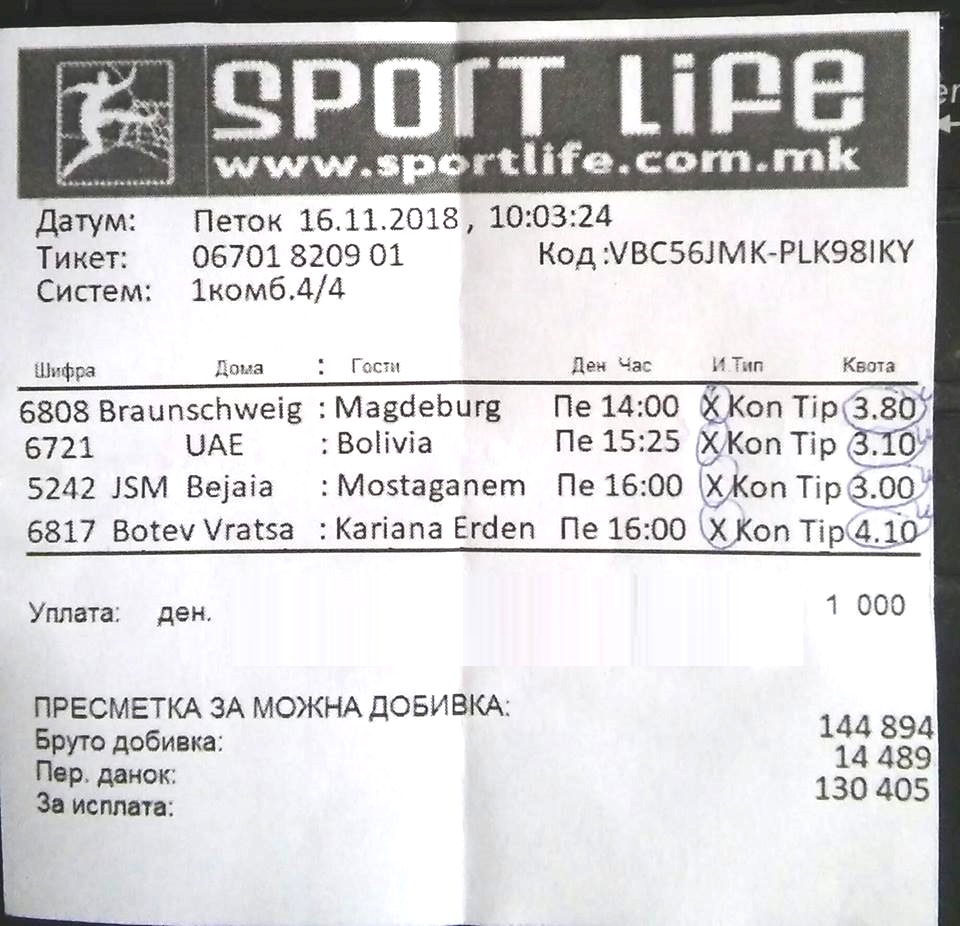 SPORT LiFe
www.sportlife.com.mk
Датум: Петок 16.11.2018, 10:03:24
Тикет: 06701 8209 01 Код:VBC56JMK-PLK98IKY
Систем: 1комб.4/4
Шифра Дома : Гости Ден Час И.Тип Квота
6808 Braunschweig : Magdeburg Пе 14:00 X Kon Tip 3.80
6721 UAE : Bolivia Пе 15:25 X Kon Tip 3.10
5242 JSM Bejaia : Mostaganem Пе 16:00 X Kon Tip 3.00
6817 Botev Vratsa : Kariana Erden Пе 16:00 X Kon Tip 4.10
Уплата: ден. 1 000
ПРЕСМЕТКА ЗА МОЖНА ДОБИВКА:
Бруто добивка: 144 894
Пер. данок: 14 489
За исплата: 130 405